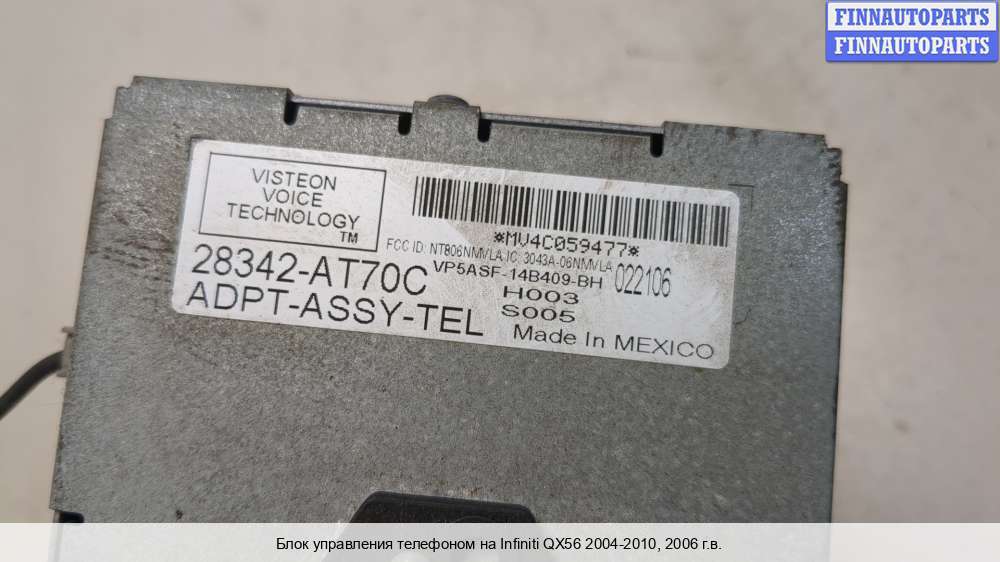 FINNAUTOPARTS
FINNAUTOPARTS
VISTEON
VOICE
TECHNOLOGY
TM
*MV4C059477*
FCC ID: NT806NMVLA IC: 3043A-06NMVLA
28342-AT70C
VP5ASF-14B409-BH
022106
H003
ADPT-ASSY-TEL
S005
Made In MEXICO
Блок управления телефоном на Infiniti QX56 2004-2010, 2006 г.в.